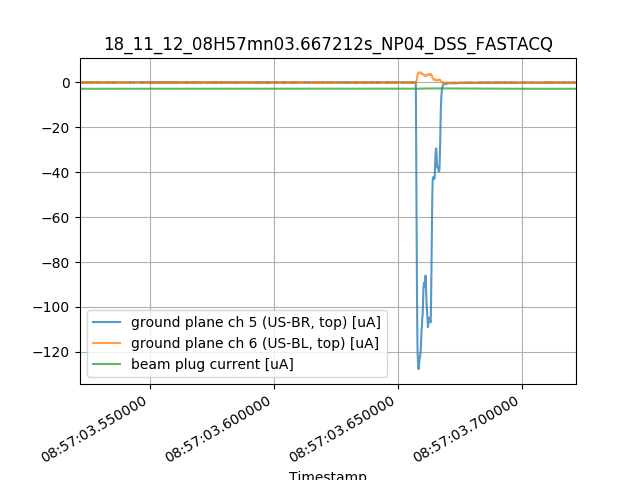 18_11_12_08H57mn03.667212s_NP04_DSS_FASTACQ
0
−20
−40
−60
−80
−100
−120
ground plane ch 5 (US-BR, top) [uA]
ground plane ch 6 (US-BL, top) [uA]
beam plug current [uA]
08:57:03.550000
08:57:03.600000
08:57:03.650000
08:57:03.700000
Timestamp